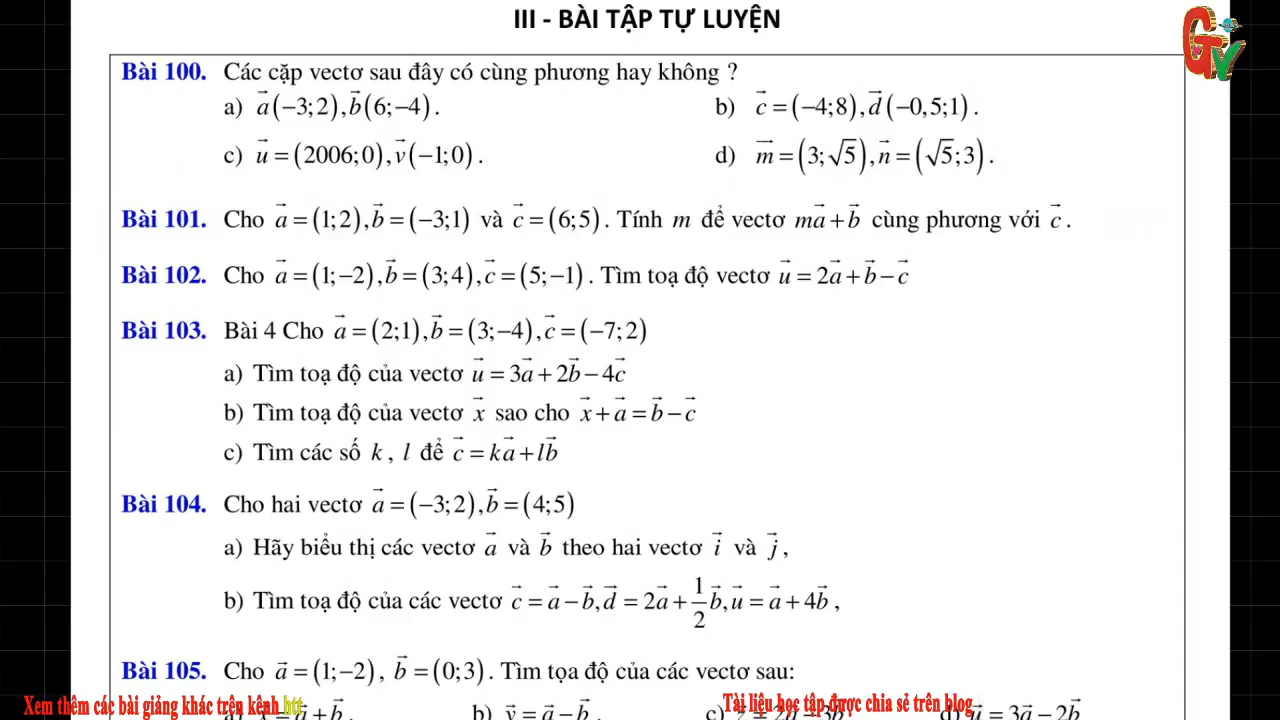 III - BÀI TẬP TỰ LUYỆN
GTV
Bài 100. Các cặp vectơ sau đây có cùng phương hay không ?
a) a⃗(−3;2),b⃗(6;−4). b) c⃗=(−4;8),d⃗(−0,5;1).
c) u⃗=(2006;0),v⃗(−1;0). d) m⃗=(3;√5),n⃗=(√5;3).
Bài 101. Cho a⃗=(1;2),b⃗=(−3;1) và c⃗=(6;5). Tính m để vectơ ma⃗+b⃗ cùng phương với c⃗.
Bài 102. Cho a⃗=(1;−2),b⃗=(3;4),c⃗=(5;−1). Tìm toạ độ vectơ u⃗=2a⃗+b⃗−c⃗
Bài 103. Bài 4 Cho a⃗=(2;1),b⃗=(3;−4),c⃗=(−7;2)
a) Tìm toạ độ của vectơ u⃗=3a⃗+2b⃗−4c⃗
b) Tìm toạ độ của vectơ x⃗ sao cho x⃗+a⃗=b⃗−c⃗
c) Tìm các số k, l để c⃗=ka⃗+lb⃗
Bài 104. Cho hai vectơ a⃗=(−3;2),b⃗=(4;5)
a) Hãy biểu thị các vectơ a⃗ và b⃗ theo hai vectơ i⃗ và j⃗,
b) Tìm toạ độ của các vectơ c⃗=a⃗−b⃗,d⃗=2a⃗+1/2b⃗,u⃗=a⃗+4b⃗,
Bài 105. Cho a⃗=(1;−2), b⃗=(0;3). Tìm tọa độ của các vectơ sau:
a) x⃗=a⃗+b⃗. b) y⃗=a⃗−b⃗. c) z⃗=2a⃗−3b⃗ d) u⃗=3a⃗−2b⃗
Xem thêm các bài giảng khác trên kênh htt
Tài liệu học tập được chia sẻ trên blog